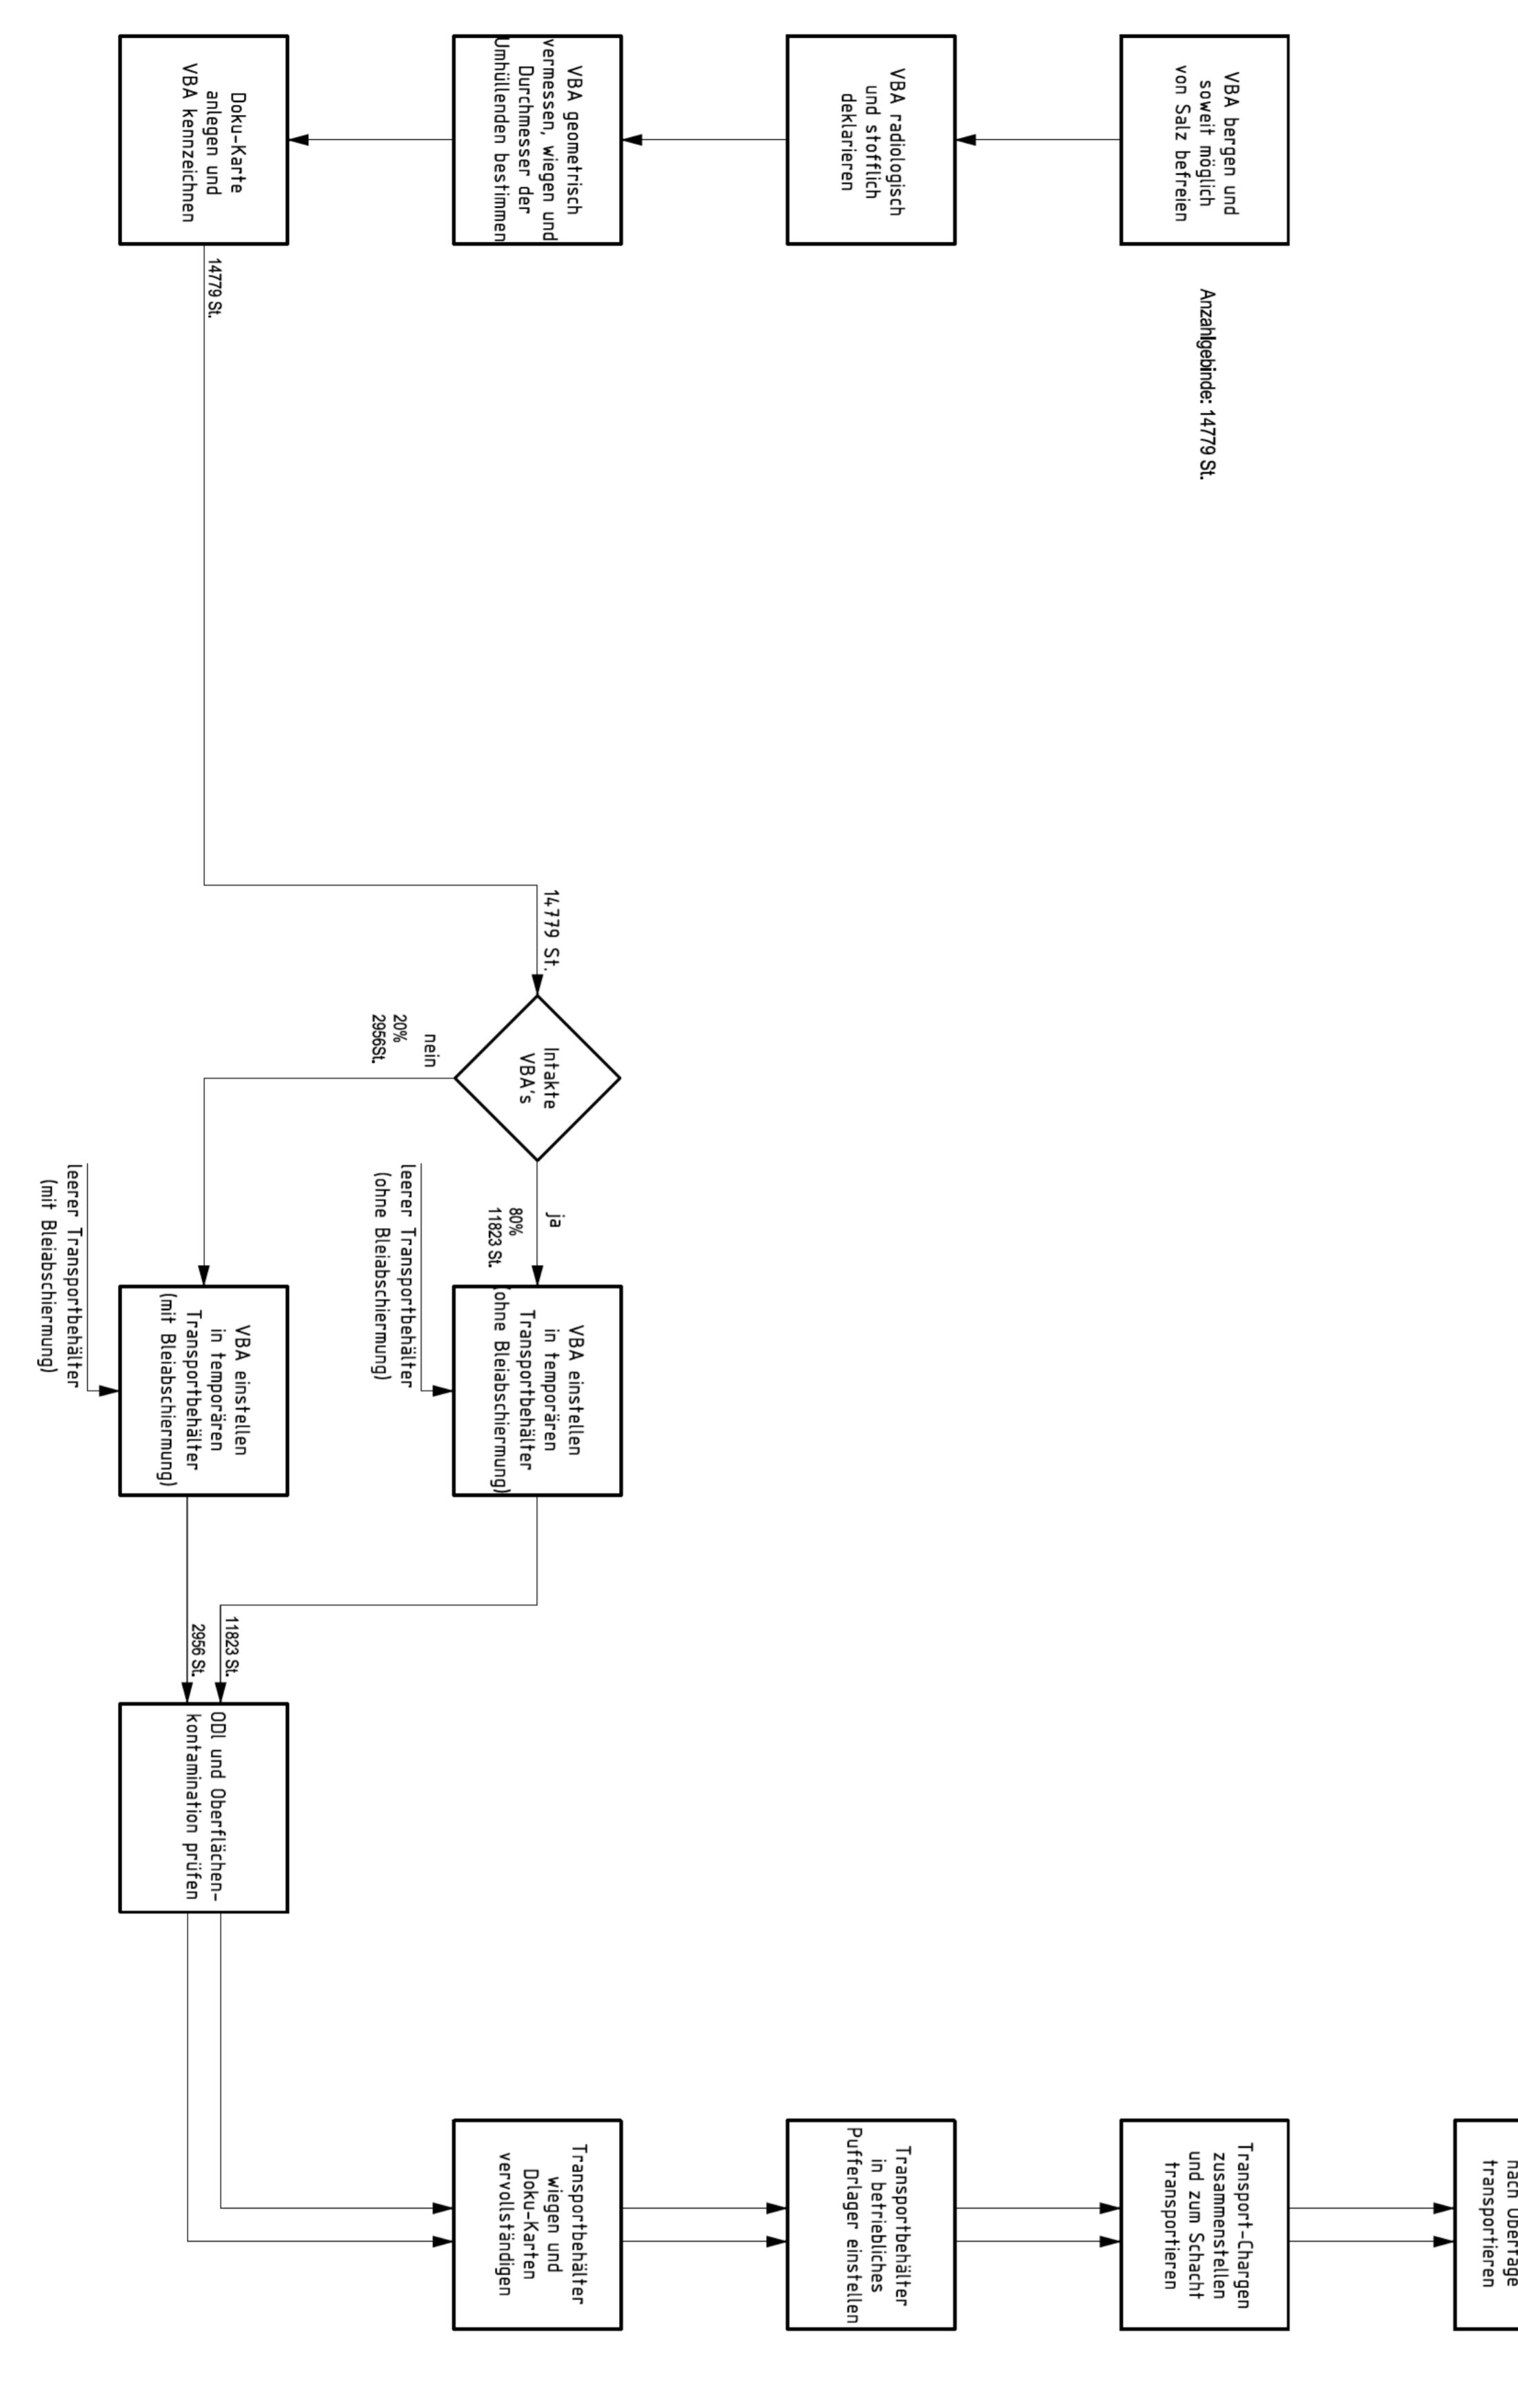 VBA bergen und
soweit möglich
von Salz befreien
Anzahlgebinde: 14779 St.
VBA radiologisch
und stofflich
deklarieren
VBA geometrisch
vermessen, wiegen und
Durchmesser der
Umhüllenden bestimmen
Doku-Karte
anlegen und
VBA kennzeichnen
14779 St.
14779 St.
Intakte
VBA's
nein
20%
2956St.
ja
80%
11823 St.
leerer Transportbehälter
(ohne Bleiabschiermung)
VBA einstellen
in temporären
Transportbehälter
(ohne Bleiabschiermung)
leerer Transportbehälter
(mit Bleiabschiermung)
VBA einstellen
in temporären
Transportbehälter
(mit Bleiabschiermung)
11823 St.
2956 St.
ODl und Oberflächen-
kontamination prüfen
Transportbehälter
wiegen und
Doku-Karten
vervollständigen
Transportbehälter
in betriebliches
Pufferlager einstellen
Transport-Chargen
zusammenstellen
und zum Schacht
transportieren
nach Übertage
transportieren